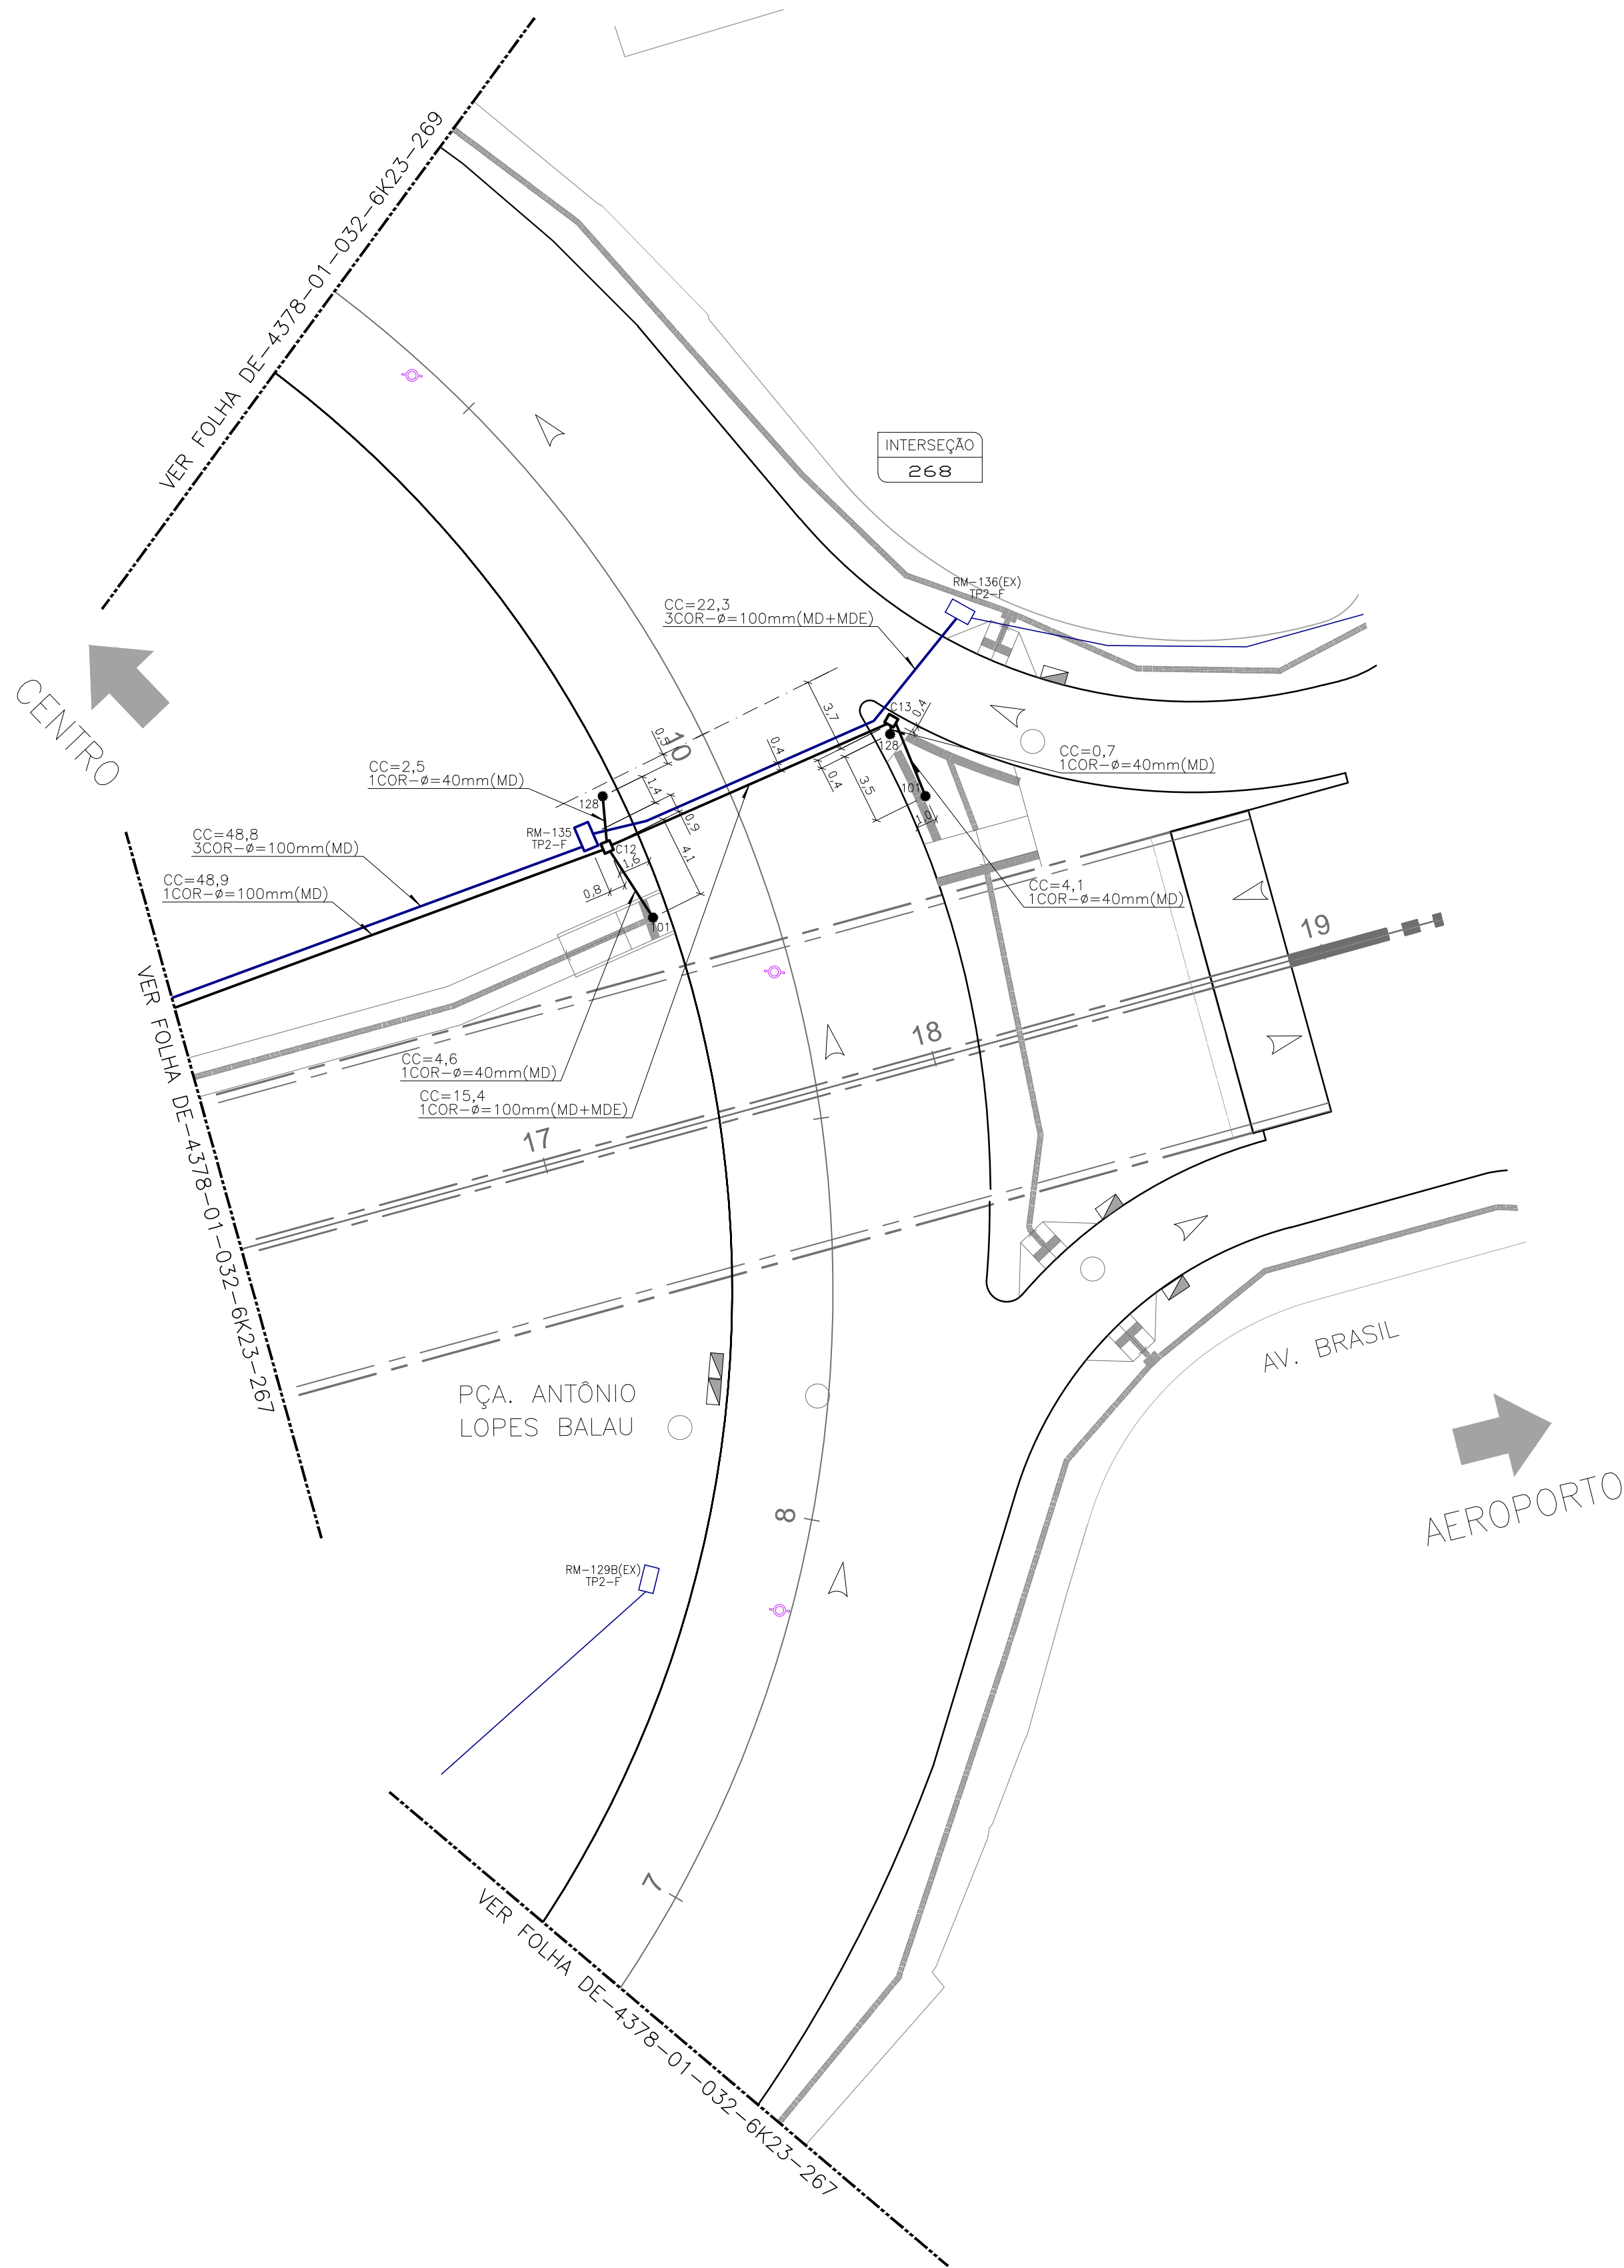 VER FOLHA DE-4378-01-032-6K23-269
INTERSEÇÃO
268
RM-136(EX)
TP2-F
CC=22,3
3COR-ø=100mm(MD+MDE)
CENTRO
C13
0,4
3,7
10
0,5
0,4
128
CC=0,7
1COR-ø=40mm(MD)
CC=2,5
1COR-ø=40mm(MD)
1,4
0,4
3,5
101
1,9
128
0,9
RM-135
TP2-F
C12
4,1
1,6
0,8
CC=48,8
3COR-ø=100mm(MD)
CC=48,9
1COR-ø=100mm(MD)
CC=4,1
1COR-ø=40mm(MD)
101
19
18
17
VER FOLHA DE-4378-01-032-6K23-267
CC=4,6
1COR-ø=40mm(MD)
CC=15,4
1COR-ø=100mm(MD+MDE)
PÇA. ANTÔNIO
LOPES BALAU
AV. BRASIL
AEROPORTO
8
RM-129B(EX)
TP2-F
7
VER FOLHA DE-4378-01-032-6K23-267